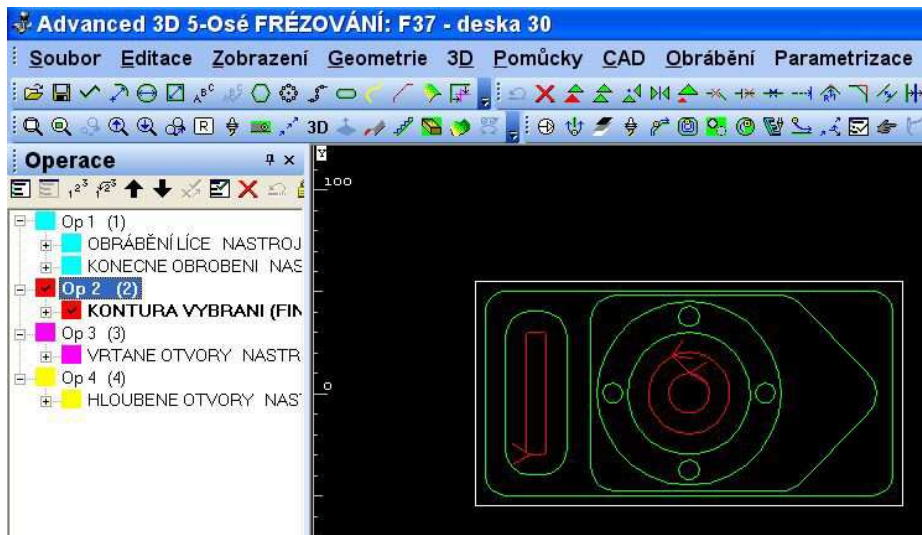 Advanced 3D 5-Osé FRÉZOVÁNÍ: F37 - deska 30
Soubor Editace Zobrazení Geometrie 3D Pomůcky CAD Obrábění Parametrizace
3D
Operace
Y
100
Op 1 (1)
OBRÁBĚNÍ LÍCE NASTROJ
KONECNE OBROBENI NAS
Op 2 (2)
KONTURA VYBRANI (FIN
Op 3 (3)
VRTANE OTVORY NASTR
Op 4 (4)
0
HLOUBENE OTVORY NAS